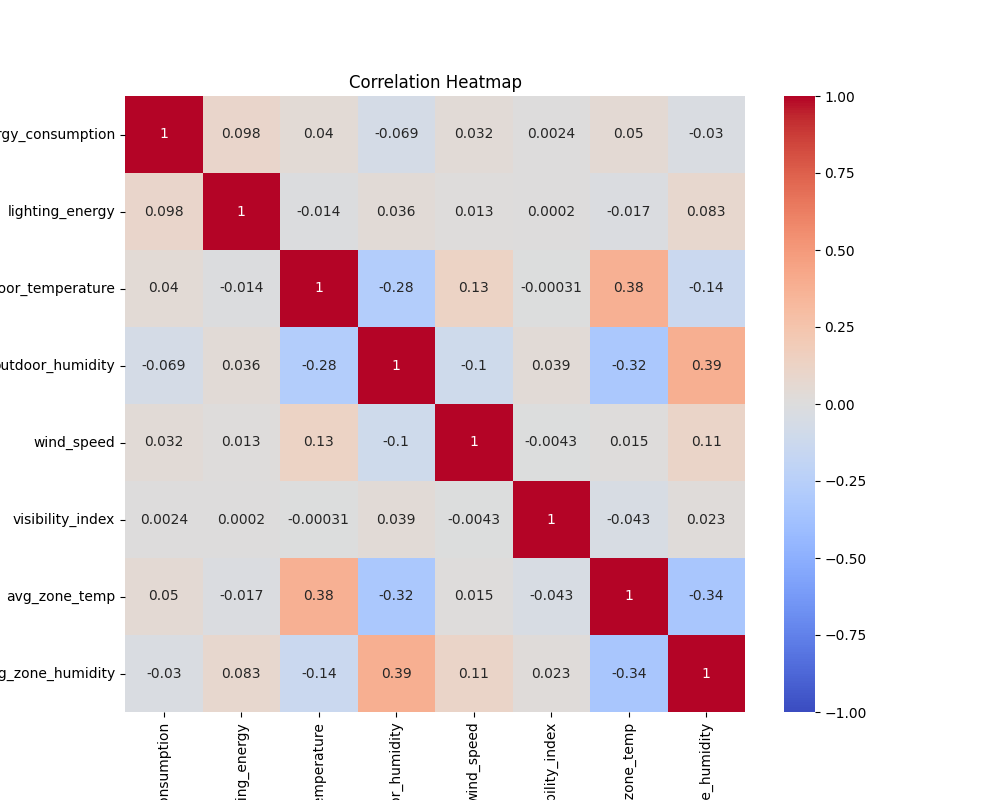 Correlation Heatmap
rgy_consumption 1 0.098 0.04 -0.069 0.032 0.0024 0.05 -0.03
lighting_energy 0.098 1 -0.014 0.036 0.013 0.0002 -0.017 0.083
oor_temperature 0.04 -0.014 1 -0.28 0.13 -0.00031 0.38 -0.14
outdoor_humidity -0.069 0.036 -0.28 1 -0.1 0.039 -0.32 0.39
wind_speed 0.032 0.013 0.13 -0.1 1 -0.0043 0.015 0.11
visibility_index 0.0024 0.0002 -0.00031 0.039 -0.0043 1 -0.043 0.023
avg_zone_temp 0.05 -0.017 0.38 -0.32 0.015 -0.043 1 -0.34
g_zone_humidity -0.03 0.083 -0.14 0.39 0.11 0.023 -0.34 1
onsumption
ing_energy
emperature
or_humidity
wind_speed
bility_index
zone_temp
e_humidity
1.00
0.75
0.50
0.25
0.00
−0.25
−0.50
−0.75
−1.00